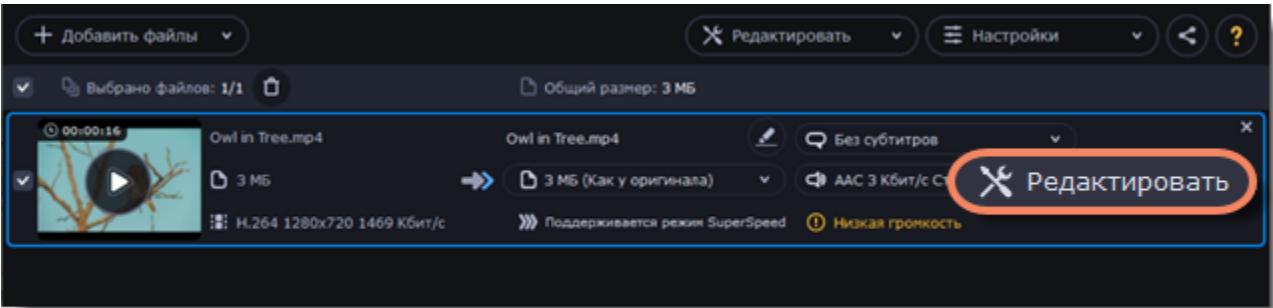 Добавить файлы
Редактировать
Настройки
?
Выбрано файлов: 1/1
Общий размер: 3 МБ
00:00:16
Owl in Tree.mp4
Owl in Tree.mp4
Без субтитров
3 МБ
3 МБ (Как у оригинала)
AAC 3 Кбит/с Ст
Редактировать
H.264 1280x720 1469 Кбит/с
Поддерживается режим SuperSpeed
Низкая громкость